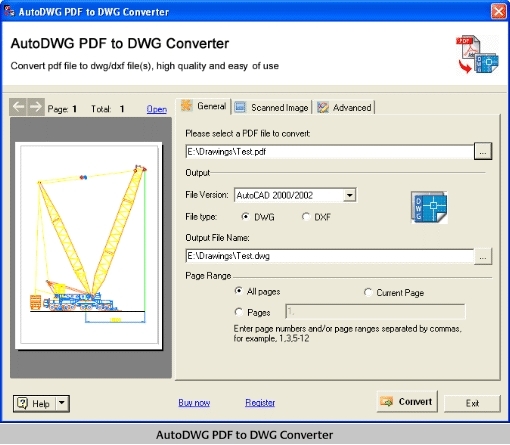 AutoDWG PDF to DWG Converter
AutoDWG PDF to DWG Converter
Convert pdf file to dwg/dxf file(s), high quality and easy of use
PDF
DWG
Page: 1 Total: 1 Open
General Scanned Image Advanced
Please select a PDF file to convert:
E:\Drawings\Test.pdf ...
Output
File Version: AutoCAD 2000/2002
File type: DWG DXF
DWG
Output File Name:
E:\Drawings\Test.dwg ...
Page Range
All pages Current Page
Pages 1,
Enter page numbers and/or page ranges separated by commas,
for example, 1,3,5-12
Help Buy now Register Convert Exit
AutoDWG PDF to DWG Converter